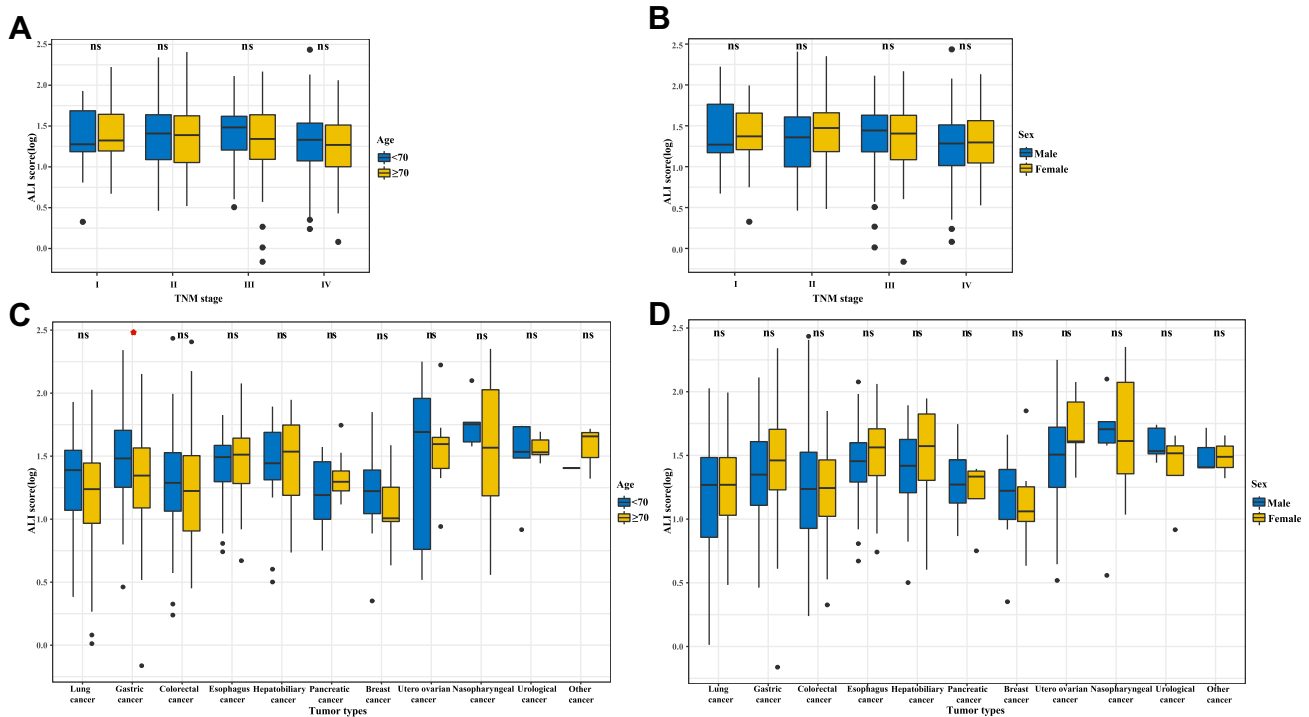 A
ns ns ns ns
2.5
2.0
1.5
1.0
0.5
0.0
ALI score(log)
I II III IV
TNM stage
Age
<70
≥70
B
ns ns ns ns
2.5
2.0
1.5
1.0
0.5
0.0
ALI score(log)
I II III IV
TNM stage
Sex
Male
Female
C
ns ns ns ns ns ns ns ns ns ns
2.5
2.0
1.5
1.0
0.5
0.0
ALI score(log)
Lung Gastric Colorectal Esophagus Hepatobiliary Pancreatic Breast Utero ovarian Nasopharyngeal Urological Other
cancer cancer cancer cancer cancer cancer cancer cancer cancer cancer cancer
Tumor types
Age
<70
≥70
D
ns ns ns ns ns ns ns ns ns ns ns
2.5
2.0
1.5
1.0
0.5
0.0
ALI score(log)
Lung Gastric Colorectal Esophagus Hepatobiliary Pancreatic Breast Utero ovarian Nasopharyngeal Urological Other
cancer cancer cancer cancer cancer cancer cancer cancer cancer cancer cancer
Tumor types
Sex
Male
Female